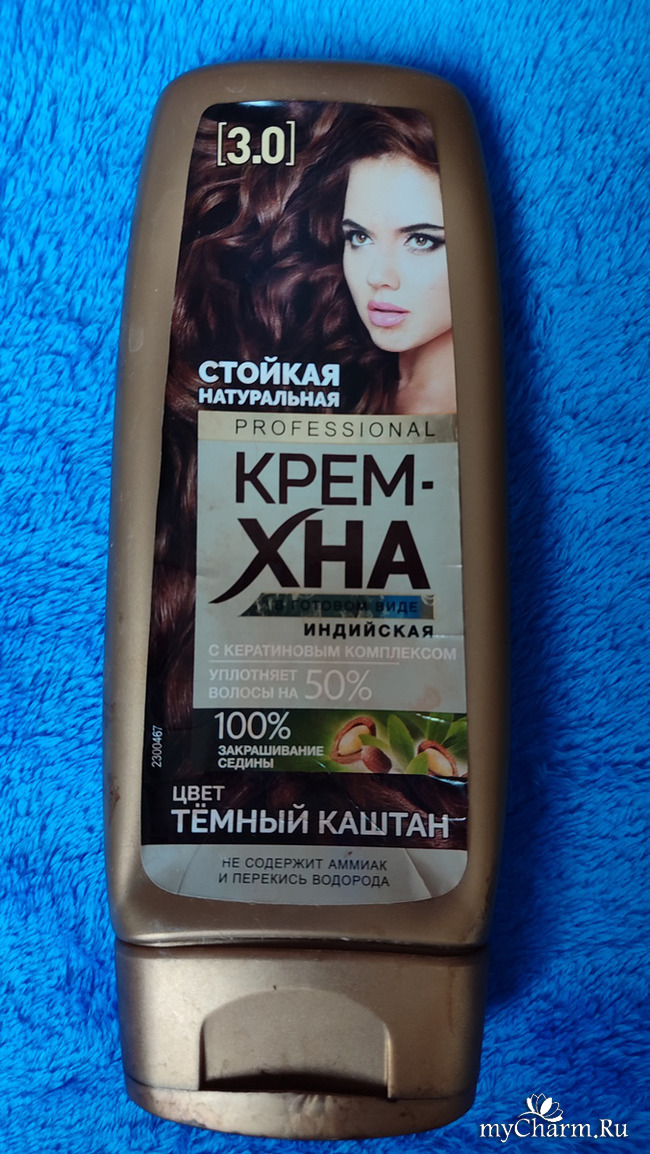 [3.0]
СТОЙКАЯ
НАТУРАЛЬНАЯ
PROFESSIONAL
КРЕМ-
ХНА
В ГОТОВОМ ВИДЕ
ИНДИЙСКАЯ
С КЕРАТИНОВЫМ КОМПЛЕКСОМ
УПЛОТНЯЕТ
ВОЛОСЫ НА 50%
100%
ЗАКРАШИВАНИЕ
СЕДИНЫ
2300467
ЦВЕТ
ТЁМНЫЙ КАШТАН
НЕ СОДЕРЖИТ АММИАК
И ПЕРЕКИСЬ ВОДОРОДА
myCharm.Ru